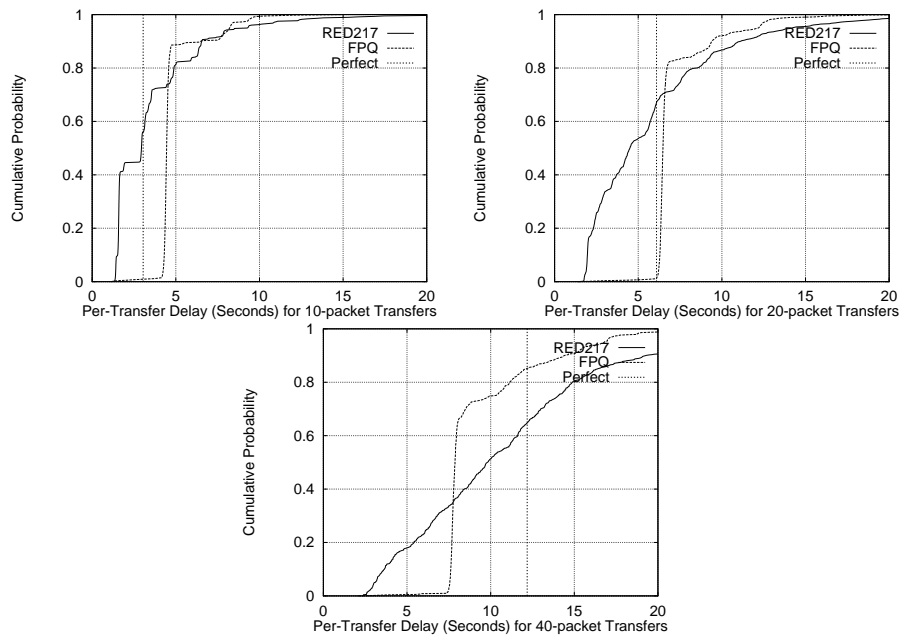 1
0.8
0.6
0.4
0.2
0
Cumulative Probability
RED217
FPQ
Perfect
0 5 10 15 20
Per-Transfer Delay (Seconds) for 10-packet Transfers
1
0.8
0.6
0.4
0.2
0
Cumulative Probability
RED217
FPQ
Perfect
0 5 10 15 20
Per-Transfer Delay (Seconds) for 20-packet Transfers
1
0.8
0.6
0.4
0.2
0
Cumulative Probability
RED217
FPQ
Perfect
0 5 10 15 20
Per-Transfer Delay (Seconds) for 40-packet Transfers